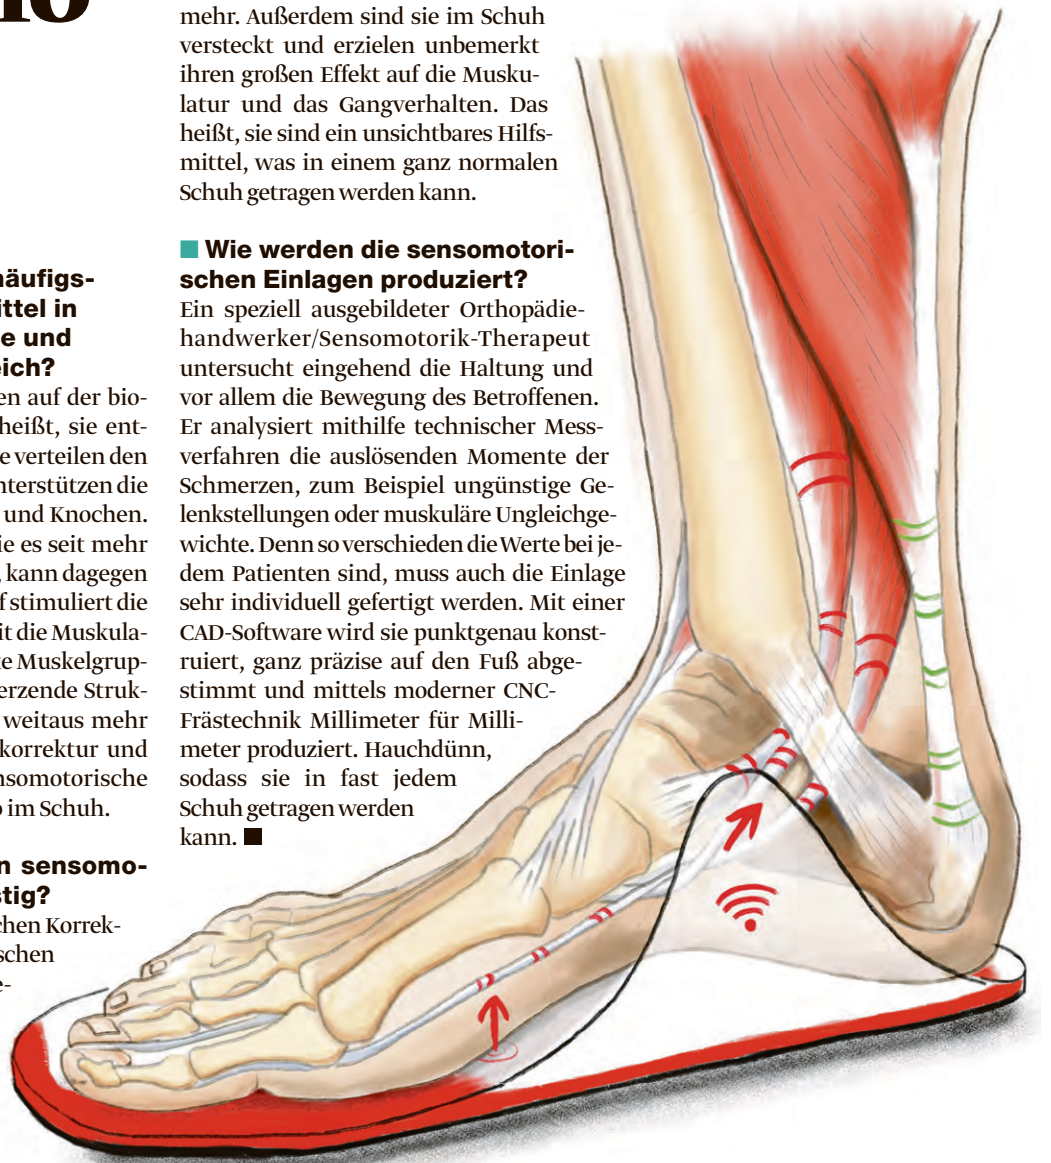 häufigs-
ittel in
e und
eich?
en auf der bio-
heißt, sie ent-
e verteilen den
nterstützen die
und Knochen.
ie es seit mehr
, kann dagegen
f stimuliert die
it die Muskula-
te Muskelgrup-
erzende Struk-
weitaus mehr
korrektur und
nsomotorische
o im Schuh.
n sensomo-
stig?
chen Korrek-
schen
e-
mehr. Außerdem sind sie im Schuh
versteckt und erzielen unbemerkt
ihren großen Effekt auf die Musku-
latur und das Gangverhalten. Das
heißt, sie sind ein unsichtbares Hilfs-
mittel, was in einem ganz normalen
Schuh getragen werden kann.
■ Wie werden die sensomotori-
schen Einlagen produziert?
Ein speziell ausgebildeter Orthopädie-
handwerker/Sensomotorik-Therapeut
untersucht eingehend die Haltung und
vor allem die Bewegung des Betroffenen.
Er analysiert mithilfe technischer Mess-
verfahren die auslösenden Momente der
Schmerzen, zum Beispiel ungünstige Ge-
lenkstellungen oder muskuläre Ungleichge-
wichte. Denn so verschieden die Werte bei je-
dem Patienten sind, muss auch die Einlage
sehr individuell gefertigt werden. Mit einer
CAD-Software wird sie punktgenau konst-
ruiert, ganz präzise auf den Fuß abge-
stimmt und mittels moderner CNC-
Frästechnik Millimeter für Milli-
meter produziert. Hauchdünn,
sodass sie in fast jedem
Schuh getragen werden
kann. ■